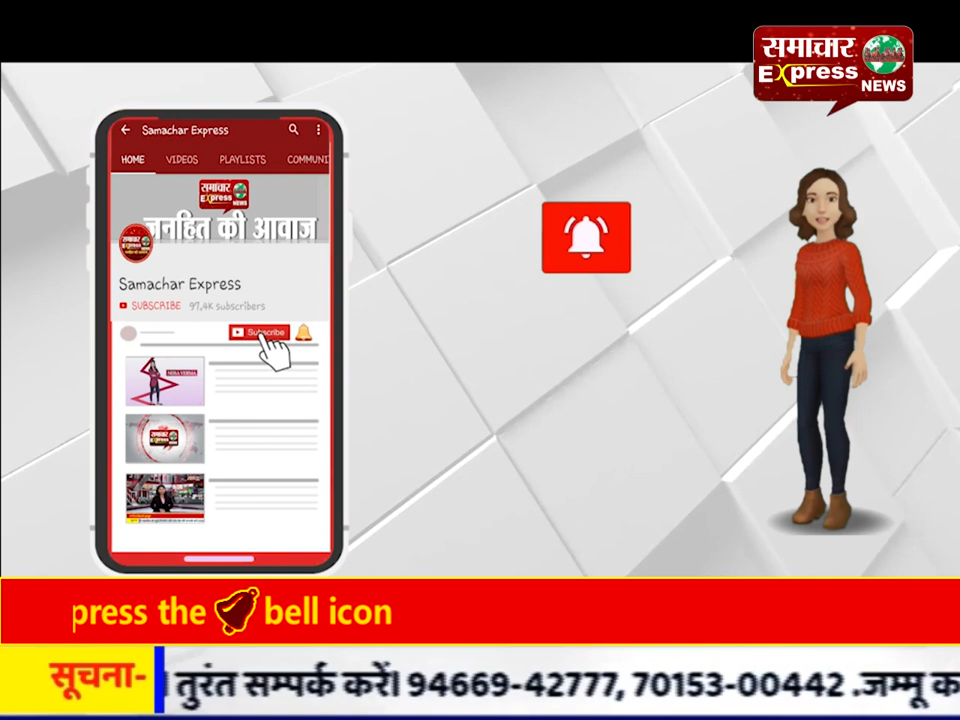 समाचार
Express
NEWS
Samachar Express
HOME VIDEOS PLAYLISTS COMMUNI
समाचार
Express
NEWS
जनहित की आवाज
Samachar Express
SUBSCRIBE 97.4K subscribers
Subscribe
press the bell icon
सूचना- तुरंत सम्पर्क करें। 94669-42777, 70153-00442 .जम्मू क